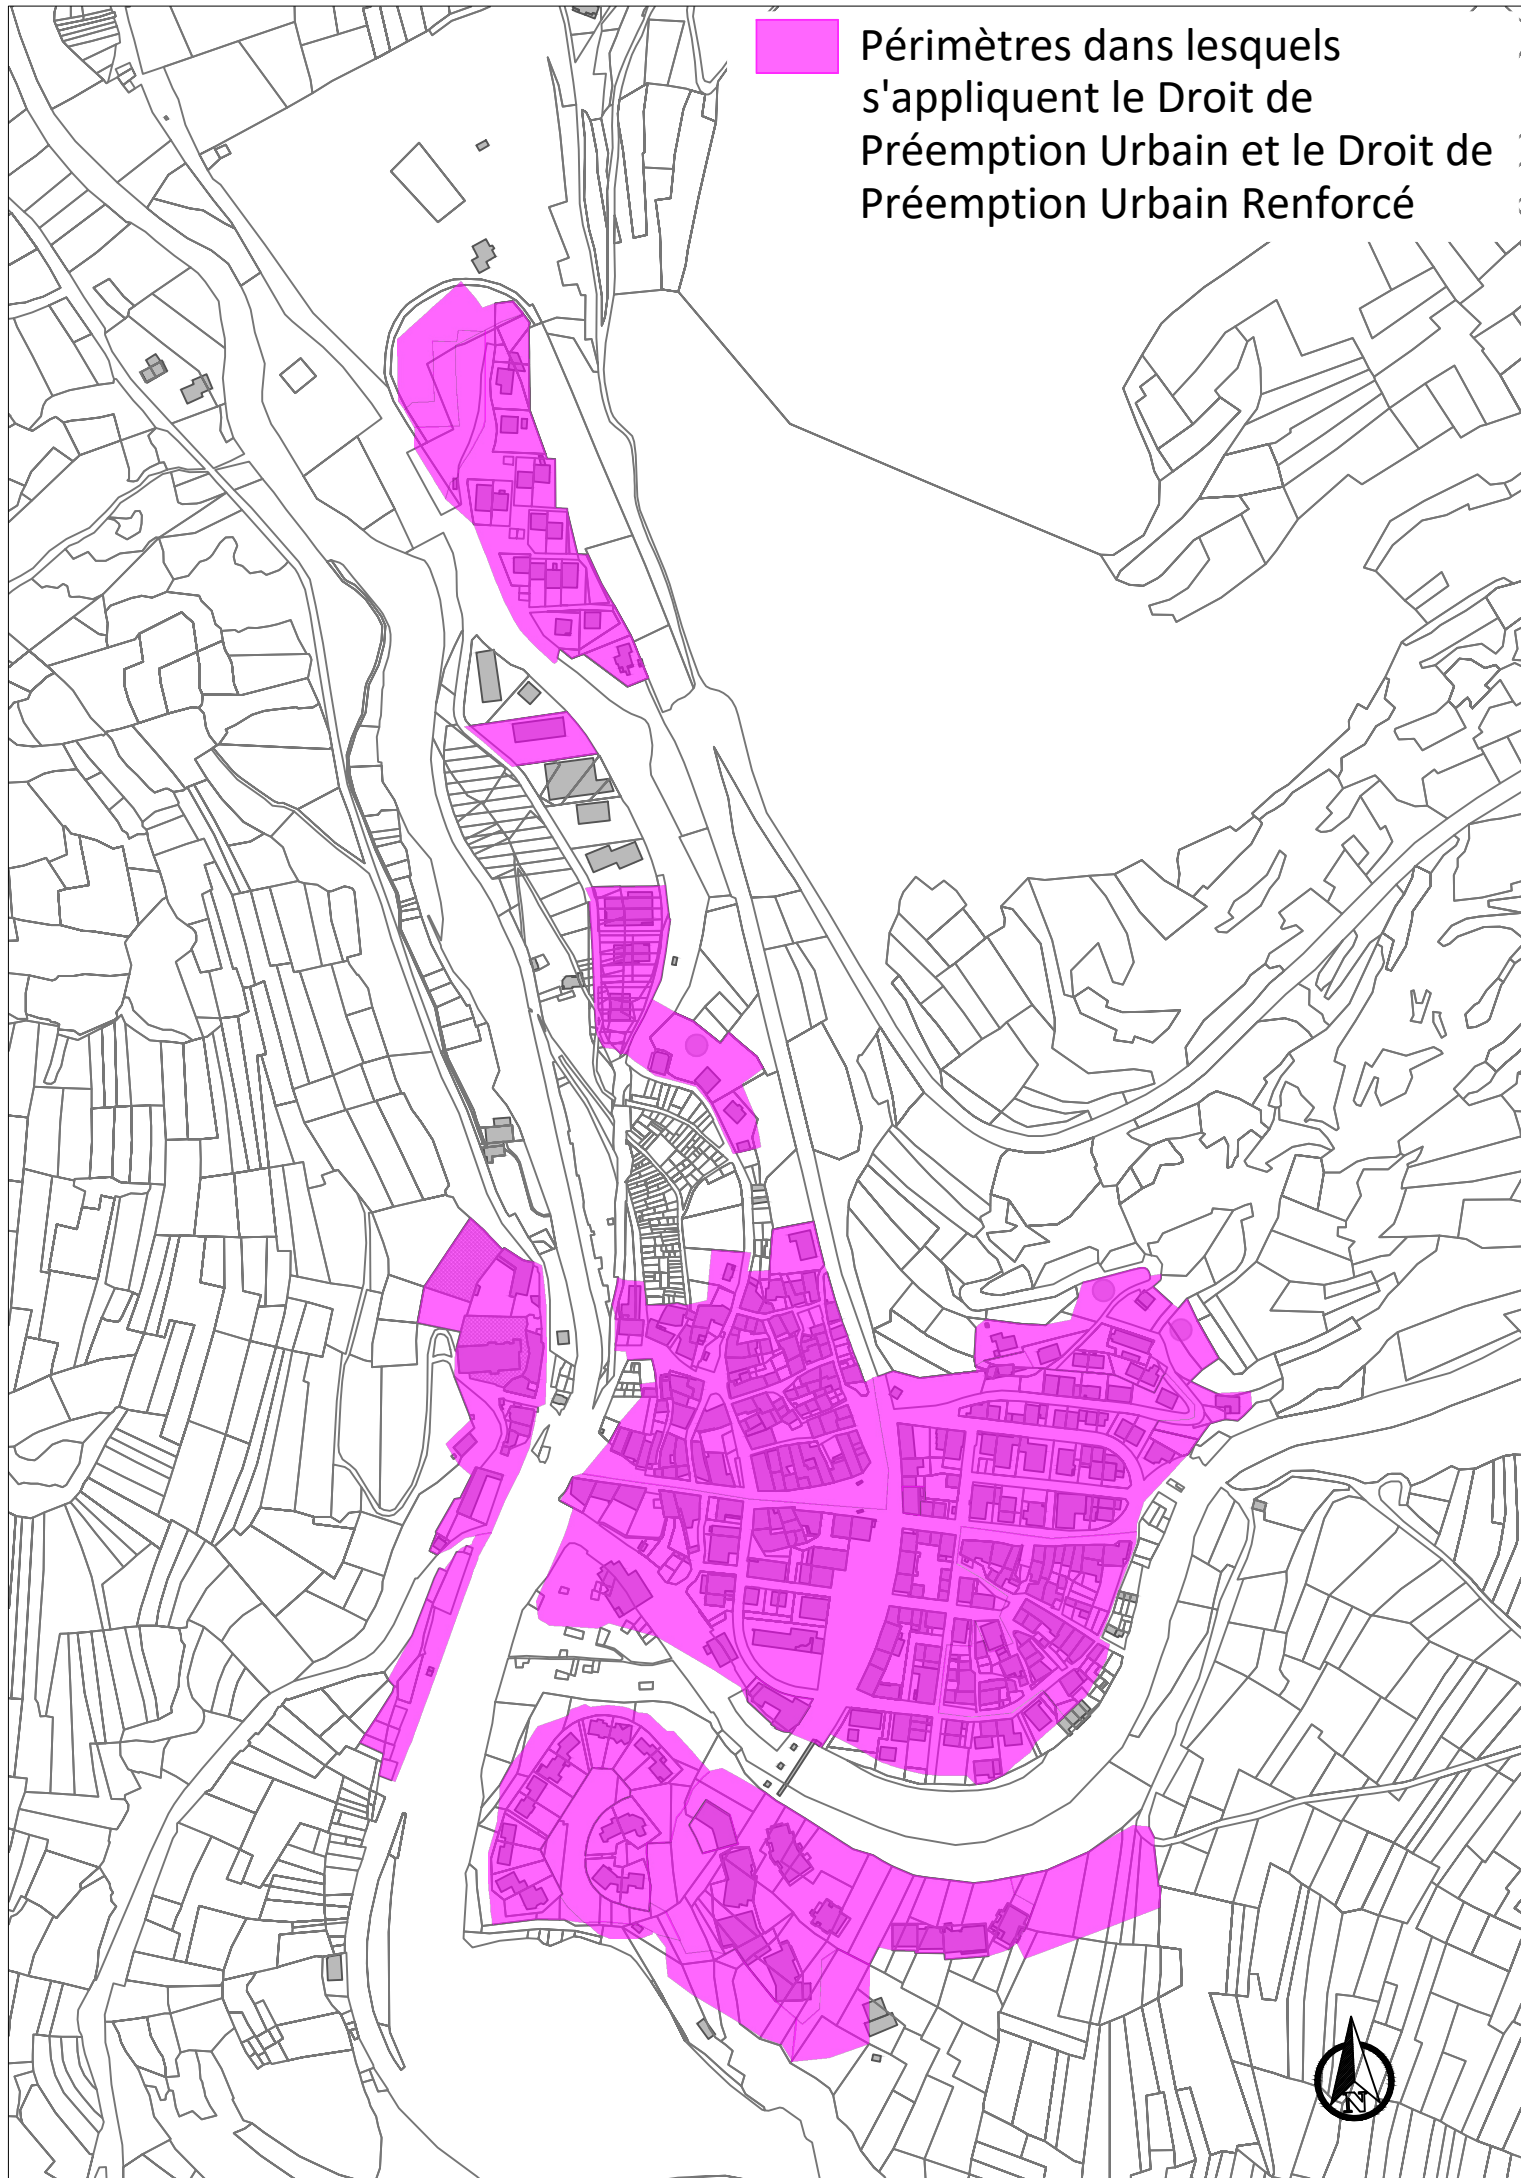 Périmètres dans lesquels
s'appliquent le Droit de
Préemption Urbain et le Droit de
Préemption Urbain Renforcé
N